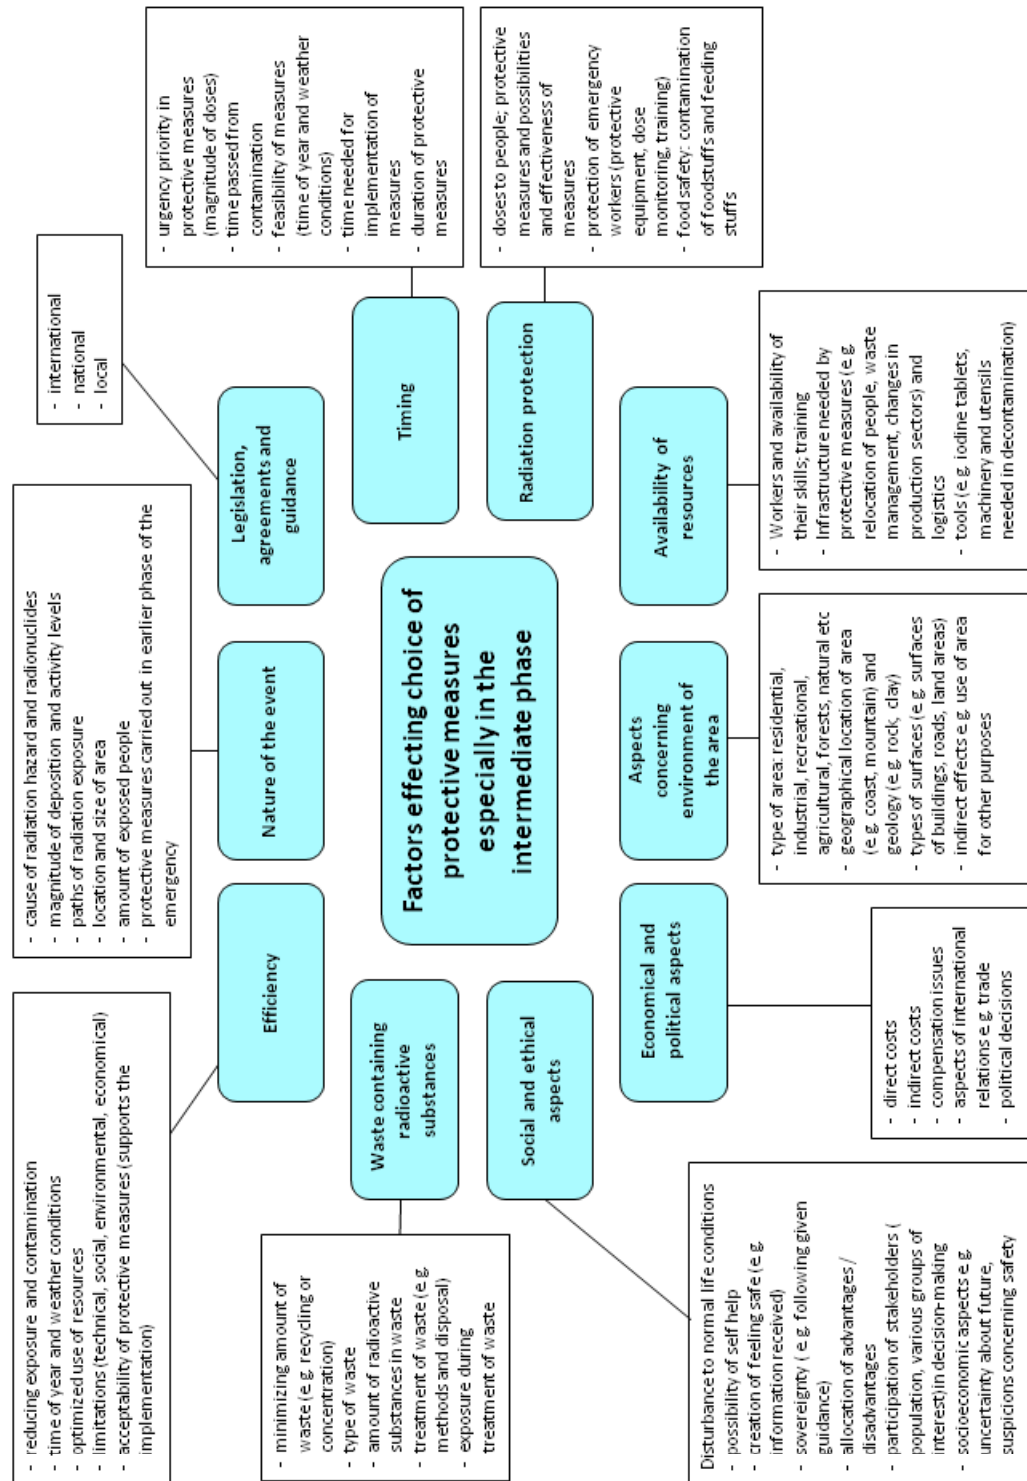 - reducing exposure and contamination
- time of year and weather conditions
- optimized use of resources
- limitations (technical, social, environmental, economical)
- acceptability of protective measures (supports the
implementation)
- cause of radiation hazard and radionuclides
- magnitude of deposition and activity levels
- paths of radiation exposure
- location and size of area
- amount of exposed people
- protective measures carried out in earlier phase of the
emergency
- international
- national
- local
Efficiency
Nature of the event
Legislation,
agreements and
guidance
- minimizing amount of
waste (e.g. recycling or
concentration)
- type of waste
- amount of radioactive
substances in waste
- treatment of waste (e.g.
methods and disposal)
- exposure during
treatment of waste
Waste containing
radioactive
substances
Factors effecting choice of
protective measures
especially in the
intermediate phase
Timing
- urgency priority in
protective measures
(magnitude of doses)
- time passed from
contamination
- feasibility of measures
(time of year and weather
conditions)
- time needed for
implementation of
measures
- duration of protective
measures
Social and ethical
aspects
Radiation protection
- doses to people; protective
measures and possibilities
and effectiveness of
measures
- protection of emergency
workers (protective
equipment, dose
monitoring, training)
- food safety: contamination
of foodstuffs and feeding
stuffs
Economical and
political aspects
Aspects
concerning
environment of
the area
Availability of
resources
Disturbance to normal life conditions
- possibility of self help
- creation of feeling safe (e.g.
information received)
- sovereignty ( e.g. following given
guidance)
- allocation of advantages /
disadvantages
- participation of stakeholders (
population, various groups of
interest) in decision-making
- socioeconomic aspects e.g.
uncertainty about future,
suspicions concerning safety
- direct costs
- indirect costs
- compensation issues
- aspects of international
relations e.g. trade
- political decisions
- type of area: residential,
industrial, recreational,
agricultural, forests, natural etc
- geographical location of area
(e.g. coast, mountain) and
geology (e.g. rock, clay)
- types of surfaces (e.g. surfaces
of buildings, roads, land areas)
- indirect effects e.g. use of area
for other purposes
- Workers and availability of
their skills; training
- Infrastructure needed by
protective measures (e.g.
relocation of people, waste
management, changes in
production sectors) and
logistics
- tools (e.g. iodine tablets,
machinery and utensils
needed in decontamination)